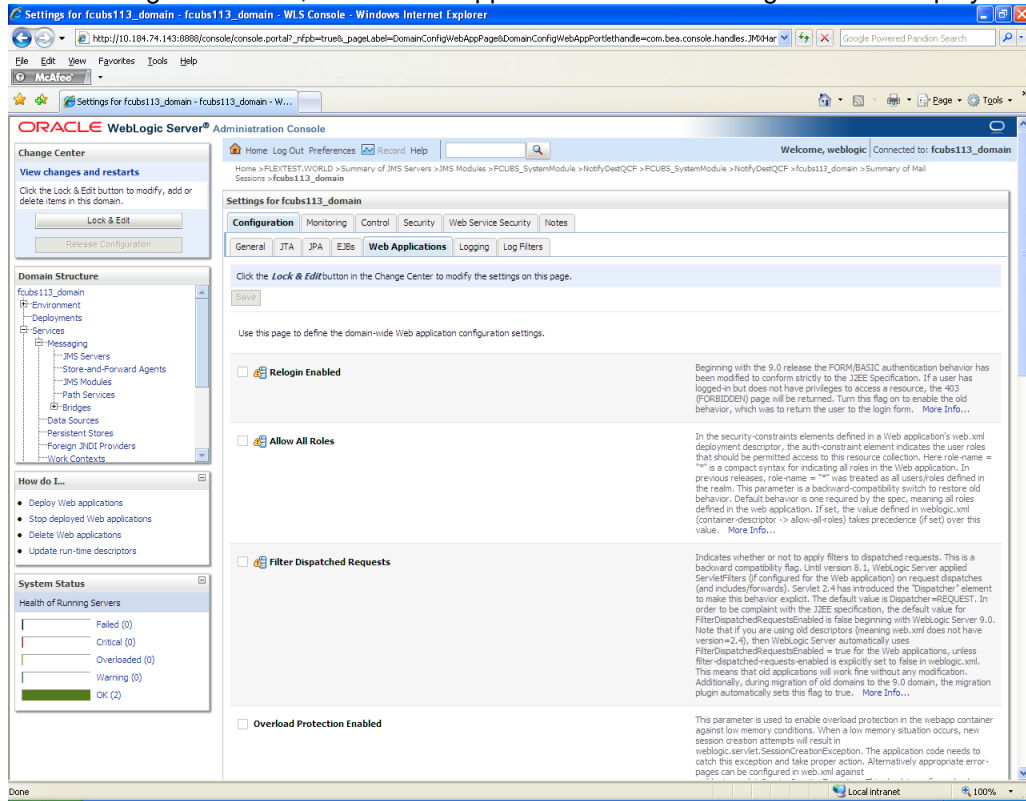 Settings for fcubs113_domain - fcubs113_domain - WLS Console - Windows Internet Explorer
http://10.184.74.143:8888/console/console.portal?_nfpb=true&_pageLabel=DomainConfigWebAppPage&DomainConfigWebAppPortlethandle=com.bea.console.handles.JMXHar
Google Powered Pandion Search
File Edit View Favorites Tools Help
McAfee
Settings for fcubs113_domain - fcubs113_domain - W...
Page Tools
ORACLE WebLogic Server® Administration Console
Change Center
View changes and restarts
Click the Lock & Edit button to modify, add or
delete items in this domain.
Lock & Edit
Release Configuration
Domain Structure
fcubs113_domain
Environment
Deployments
Services
Messaging
JMS Servers
Store-and-Forward Agents
JMS Modules
Path Services
Bridges
Data Sources
Persistent Stores
Foreign JNDI Providers
Work Contexts
How do I...
Deploy Web applications
Stop deployed Web applications
Delete Web applications
Update run-time descriptors
System Status
Health of Running Servers
Failed (0)
Critical (0)
Overloaded (0)
Warning (0)
OK (2)
Home Log Out Preferences Record Help
Welcome, weblogic Connected to: fcubs113_domain
Home >FLEXTEST.WORLD >Summary of JMS Servers >JMS Modules >FCUBS_SystemModule >NotifyDestQCF >FCUBS_SystemModule >NotifyDestQCF >fcubs113_domain >Summary of Mail
Sessions >fcubs113_domain
Settings for fcubs113_domain
Configuration Monitoring Control Security Web Service Security Notes
General JTA JPA EJBs Web Applications Logging Log Filters
Click the Lock & Edit button in the Change Center to modify the settings on this page.
Save
Use this page to define the domain-wide Web application configuration settings.
Relogin Enabled
Beginning with the 9.0 release the FORM/BASIC authentication behavior has
been modified to conform strictly to the J2EE Specification. If a user has
logged-in but does not have privileges to access a resource, the 403
(FORBIDDEN) page will be returned. Turn this flag on to enable the old
behavior, which was to return the user to the login form. More Info...
Allow All Roles
In the security-constraints elements defined in a Web application's web.xml
deployment descriptor, the auth-constraint element indicates the user roles
that should be permitted access to this resource collection. Here role-name =
"*" is a compact syntax for indicating all roles in the Web application. In
previous releases, role-name = "*" was treated as all users/roles defined in
the realm. This parameter is a backward-compatibility switch to restore old
behavior. Default behavior is one required by the spec, meaning all roles
defined in the web application. If set, the value defined in weblogic.xml
(container-descriptor -> allow-all-roles) takes precedence (if set) over this
value. More Info...
Filter Dispatched Requests
Indicates whether or not to apply filters to dispatched requests. This is a
backward compatibility flag. Until version 8.1, WebLogic Server applied
ServletFilters (if configured for the Web application) on request dispatches
(and includes/forwards). Servlet 2.4 has introduced the "Dispatcher" element
to make this behavior explicit. The default value is Dispatcher=REQUEST. In
order to be complaint with the J2EE specification, the default value for
FilterDispatchedRequestsEnabled is false beginning with WebLogic Server 9.0.
Note that if you are using old descriptors (meaning web.xml does not have
version=2.4), then WebLogic Server automatically uses
FilterDispatchedRequestsEnabled = true for the Web applications, unless
filter-dispatched-requests-enabled is explicitly set to false in weblogic.xml.
This means that old applications will work fine without any modification.
Additionally, during migration of old domains to the 9.0 domain, the migration
plugin automatically sets this flag to true. More Info...
Overload Protection Enabled
This parameter is used to enable overload protection in the webapp container
against low memory conditions. When a low memory situation occurs, new
session creation attempts will result in
weblogic.servlet.SessionCreationException. The application code needs to
catch this exception and take proper action. Alternatively appropriate error-
pages can be configured in web.xml against
Done
Local intranet
100%